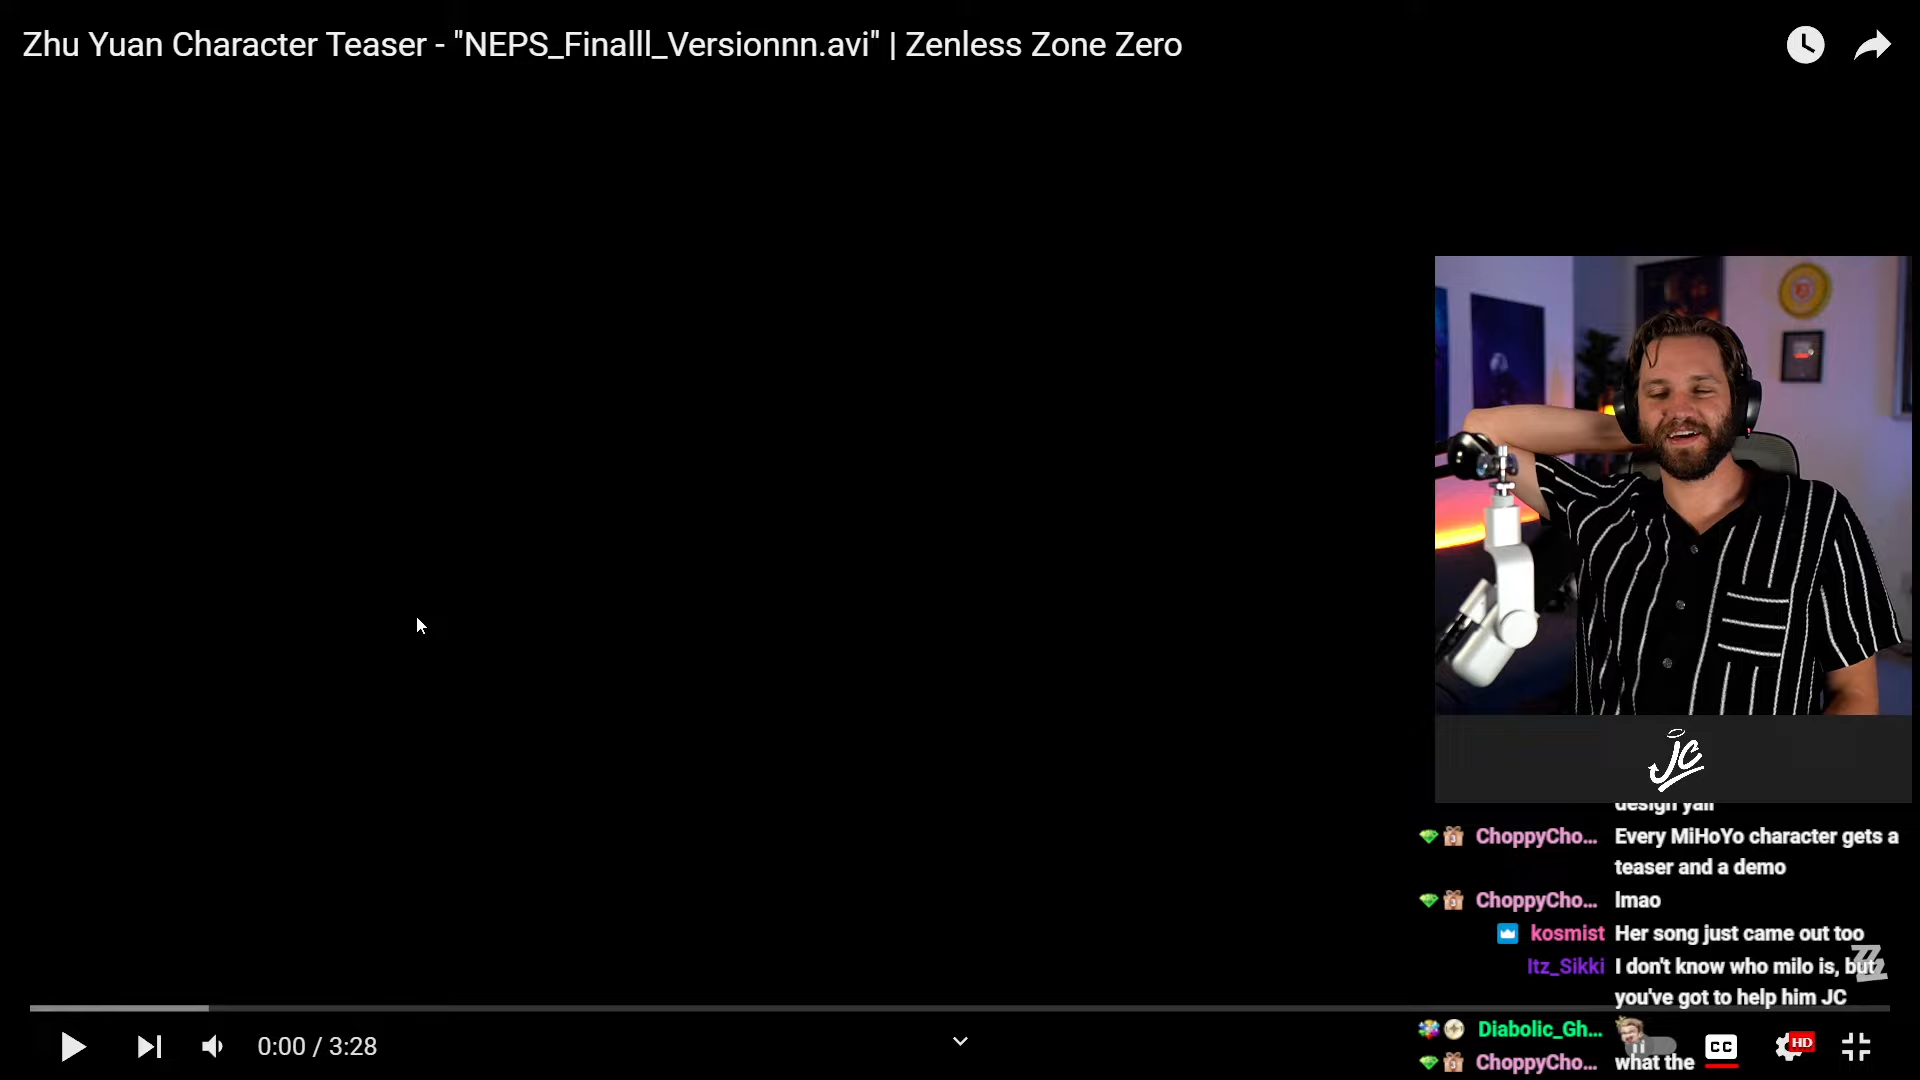 Zhu Yuan Character Teaser - "NEPS_Finalll_Versionnn.avi" | Zenless Zone Zero
JC
design yall
ChoppyCho... Every MiHoYo character gets a
teaser and a demo
ChoppyCho... lmao
kosmist Her song just came out too
Itz_Sikki I don't know who milo is, but
you've got to help him JC
Diabolic_Gh...
ChoppyCho... what the
0:00 / 3:28
CC
HD